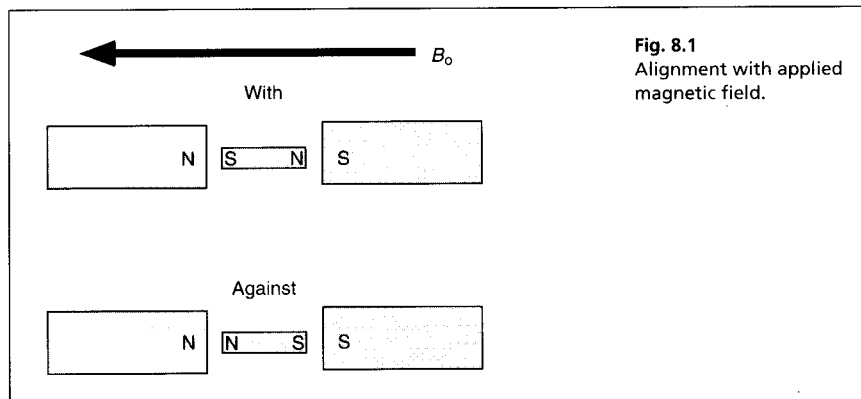 B₀
With
N S N S
Against
N N S S
Fig. 8.1
Alignment with applied
magnetic field.